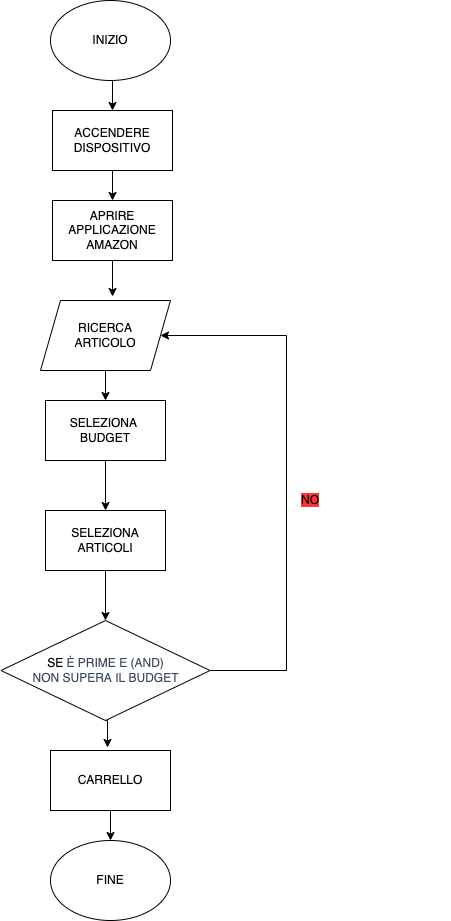 INIZIO
ACCENDERE
DISPOSITIVO
APRIRE
APPLICAZIONE
AMAZON
RICERCA
ARTICOLO
SELEZIONA
BUDGET
NO
SELEZIONA
ARTICOLI
SE È PRIME E (AND)
NON SUPERA IL BUDGET
CARRELLO
FINE